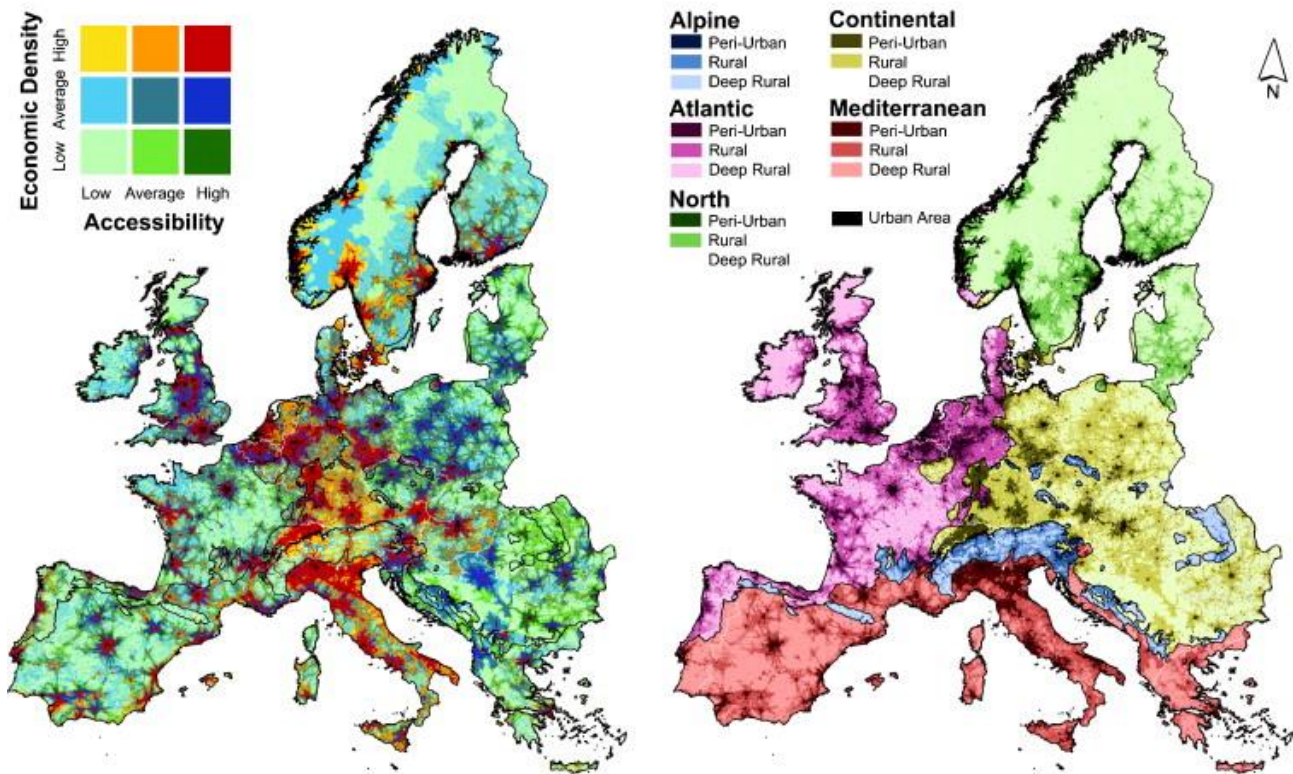 Economic Density
High
Average
Low
Low Average High
Accessibility
Alpine
Peri-Urban
Rural
Deep Rural
Atlantic
Peri-Urban
Rural
Deep Rural
North
Peri-Urban
Rural
Deep Rural
Continental
Peri-Urban
Rural
Deep Rural
Mediterranean
Peri-Urban
Rural
Deep Rural
Urban Area
N